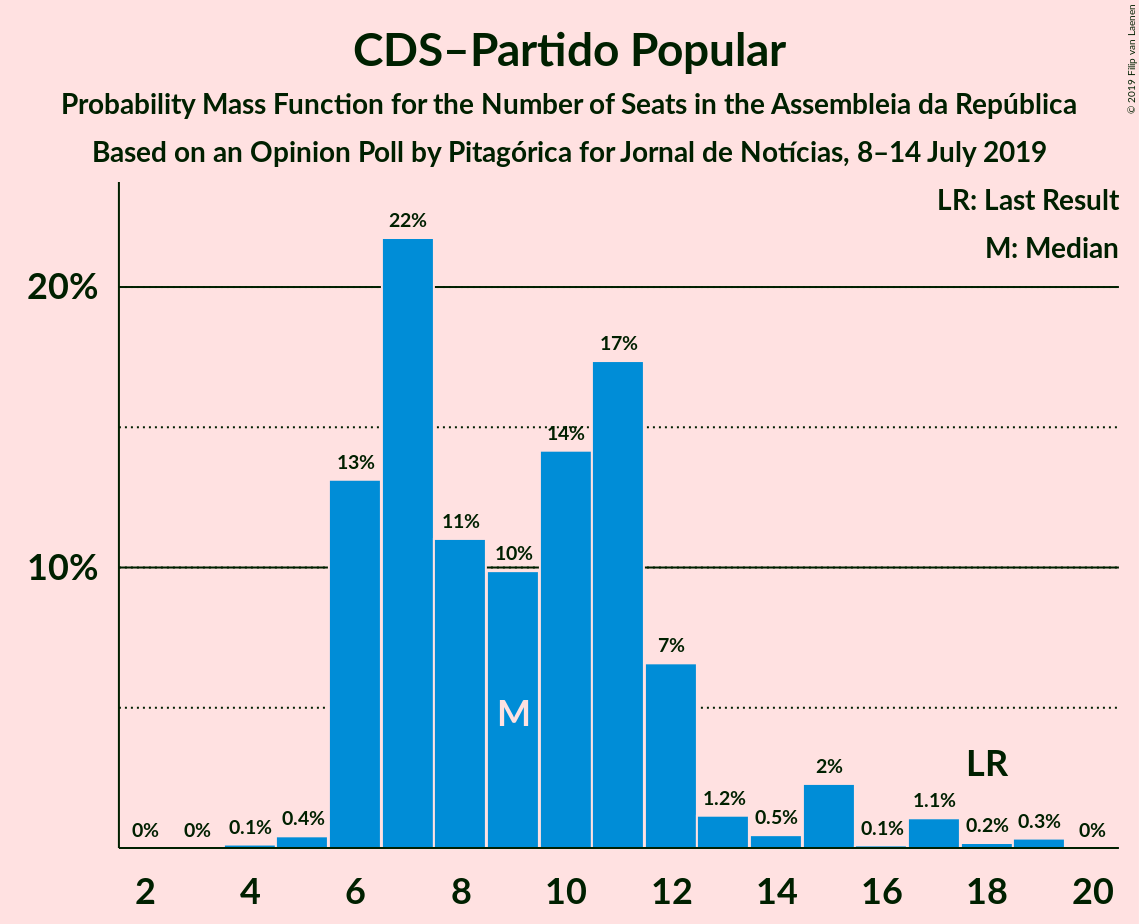 CDS–Partido Popular
Probability Mass Function for the Number of Seats in the Assembleia da República
Based on an Opinion Poll by Pitagórica for Jornal de Notícias, 8–14 July 2019
© 2019 Filip van Laenen
LR: Last Result
M: Median
20%
10%
0%
0%
0.1%
0.4%
13%
22%
11%
10%
14%
17%
7%
1.2%
0.5%
2%
0.1%
1.1%
0.2%
0.3%
0%
M
LR
2 4 6 8 10 12 14 16 18 20